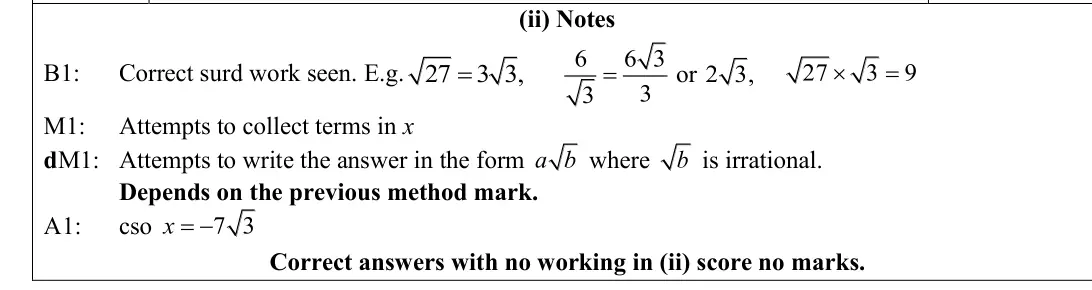 (ii) Notes
B1: Correct surd work seen. E.g. √27 = 3√3, 6/√3 = 6√3/3 or 2√3, √27 × √3 = 9
M1: Attempts to collect terms in x
dM1: Attempts to write the answer in the form a√b where √b is irrational.
Depends on the previous method mark.
A1: cso x = −7√3
Correct answers with no working in (ii) score no marks.